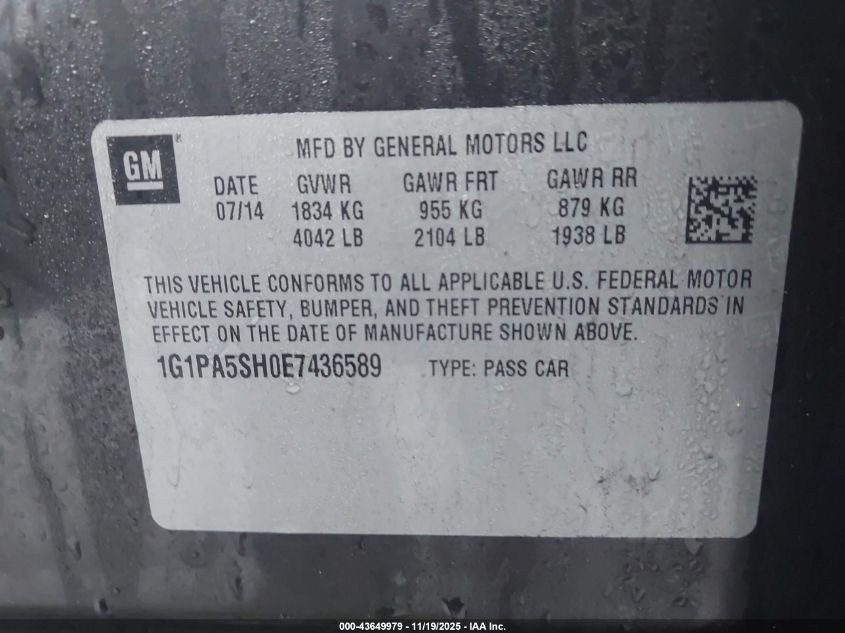 GM ®
MFD BY GENERAL MOTORS LLC
DATE GVWR GAWR FRT GAWR RR
07/14 1834 KG 955 KG 879 KG
4042 LB 2104 LB 1938 LB
THIS VEHICLE CONFORMS TO ALL APPLICABLE U.S. FEDERAL MOTOR
VEHICLE SAFETY, BUMPER, AND THEFT PREVENTION STANDARDS IN
EFFECT ON THE DATE OF MANUFACTURE SHOWN ABOVE.
1G1PA5SH0E7436589 TYPE: PASS CAR
000-43649979 - 11/19/2025 - IAA Inc.